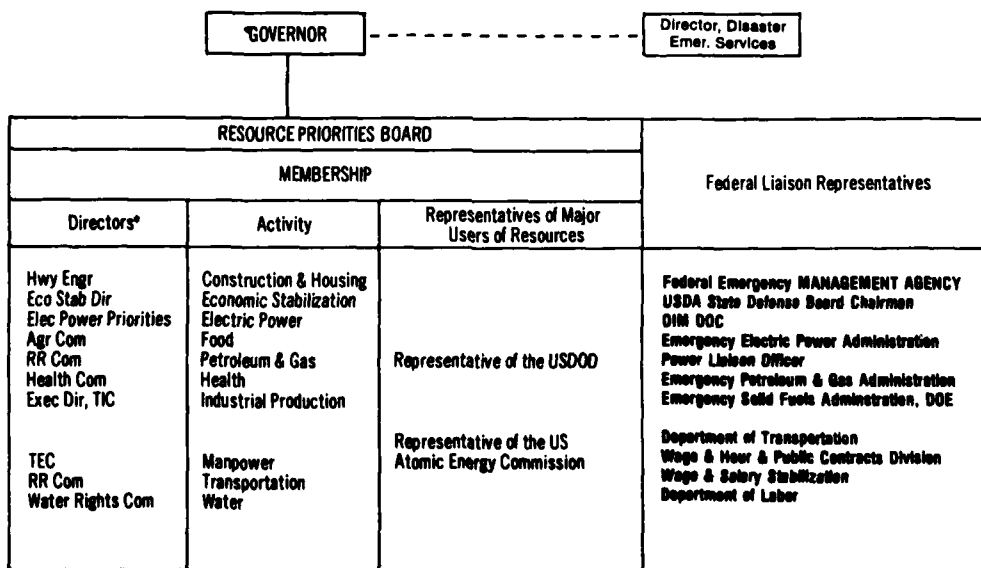 *GOVERNOR
Director, Disaster
Emer. Services
RESOURCE PRIORITIES BOARD
MEMBERSHIP
Federal Liaison Representatives
Directors*
Activity
Representatives of Major
Users of Resources
Hwy Engr
Eco Stab Dir
Elec Power Priorities
Agr Com
RR Com
Health Com
Exec Dir, TIC
TEC
RR Com
Water Rights Com
Construction & Housing
Economic Stabilization
Electric Power
Food
Petroleum & Gas
Health
Industrial Production
Manpower
Transportation
Water
Representative of the USDOD
Representative of the US
Atomic Energy Commission
Federal Emergency MANAGEMENT AGENCY
USDA State Defense Board Chairman
OIM DOC
Emergency Electric Power Administration
Power Liaison Officer
Emergency Petroleum & Gas Administration
Emergency Solid Fuels Adminstration, DOE
Department of Transportation
Wage & Hour & Public Contracts Division
Wage & Salary Stabilization
Department of Labor